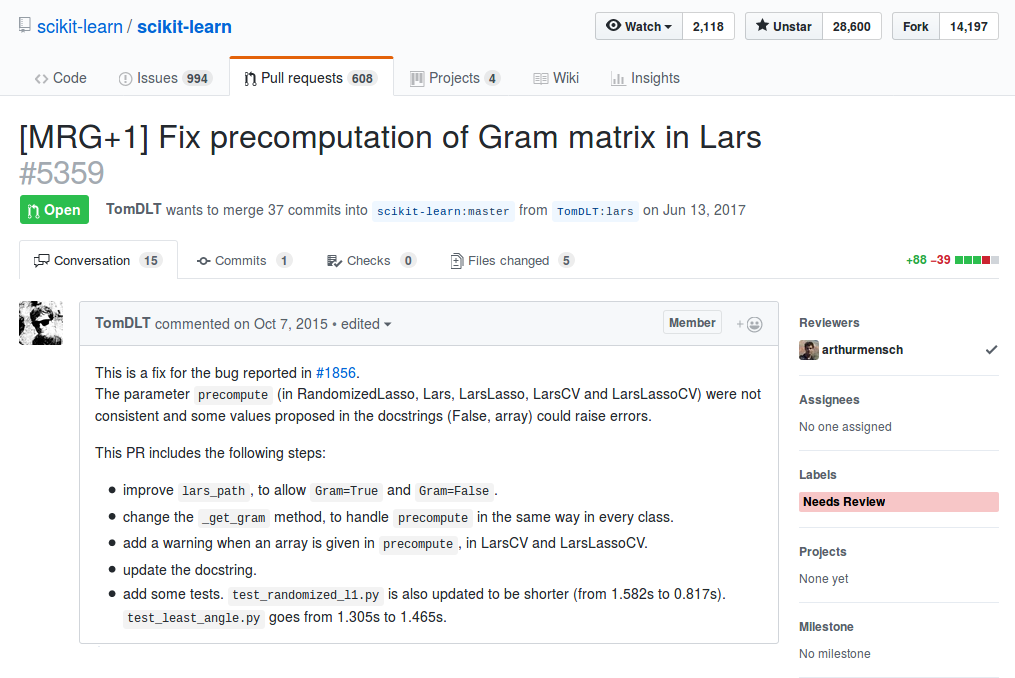 scikit-learn / scikit-learn
Watch 2,118 Unstar 28,600 Fork 14,197
Code Issues 994 Pull requests 608 Projects 4 Wiki Insights
[MRG+1] Fix precomputation of Gram matrix in Lars
#5359
Open TomDLT wants to merge 37 commits into scikit-learn:master from TomDLT:lars on Jun 13, 2017
Conversation 15 Commits 1 Checks 0 Files changed 5 +88 −39
TomDLT commented on Oct 7, 2015 • edited Member +
This is a fix for the bug reported in #1856.
The parameter precompute (in RandomizedLasso, Lars, LarsLasso, LarsCV and LarsLassoCV) were not
consistent and some values proposed in the docstrings (False, array) could raise errors.
This PR includes the following steps:
• improve lars_path , to allow Gram=True and Gram=False .
• change the _get_gram method, to handle precompute in the same way in every class.
• add a warning when an array is given in precompute , in LarsCV and LarsLassoCV.
• update the docstring.
• add some tests. test_randomized_l1.py is also updated to be shorter (from 1.582s to 0.817s).
test_least_angle.py goes from 1.305s to 1.465s.
Reviewers
arthurmensch
Assignees
No one assigned
Labels
Needs Review
Projects
None yet
Milestone
No milestone